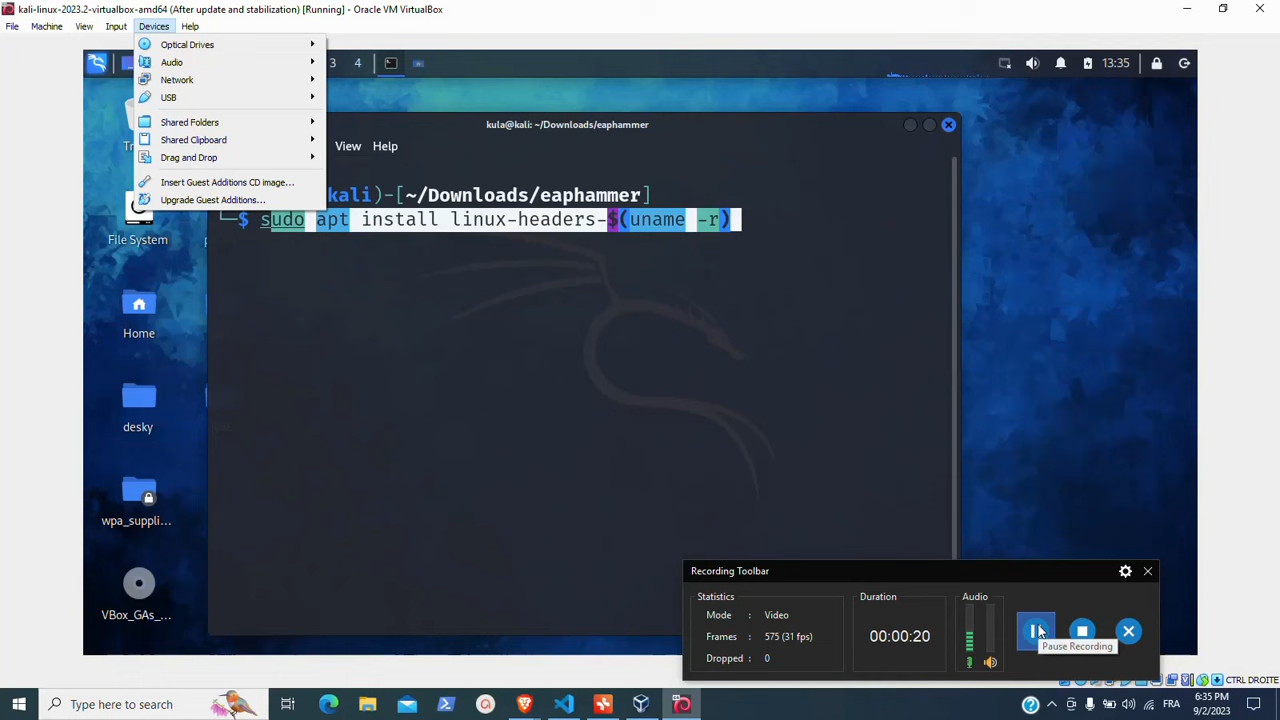 kali-linux-2023.2-virtualbox-amd64 (After update and stabilization) [Running] - Oracle VM VirtualBox
File Machine View Input Devices Help
Optical Drives
Audio
Network
USB
Shared Folders
Shared Clipboard
Drag and Drop
Insert Guest Additions CD image...
Upgrade Guest Additions...
3 4
13:35
kula@kali: ~/Downloads/eaphammer
View Help
kali)-[~/Downloads/eaphammer]
$ sudo apt install linux-headers-$(uname -r)
File System
Home
desky
wpa_suppli...
VBox_GAs_...
Recording Toolbar
Statistics
Mode : Video
Frames : 575 (31 fps)
Dropped : 0
Duration
00:00:20
Audio
Pause Recording
CTRL DROITE
Type here to search
FR
6:35 PM
9/2/2023